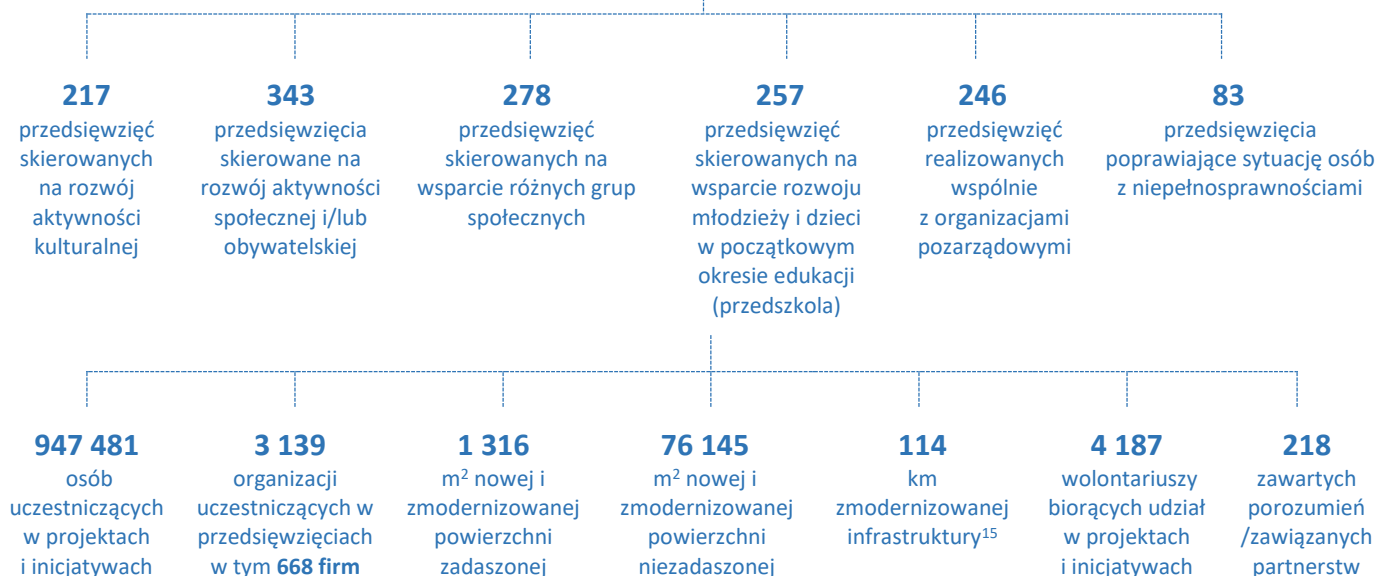 217
przedsięwzięć
skierowanych
na rozwój
aktywności
kulturalnej
343
przedsięwzięcia
skierowane na
rozwój aktywności
społecznej i/lub
obywatelskiej
278
przedsięwzięć
skierowanych na
wsparcie różnych grup
społecznych
257
przedsięwzięć
skierowanych na
wsparcie rozwoju
młodzieży i dzieci
w początkowym
okresie edukacji
(przedszkola)
246
przedsięwzięć
realizowanych
wspólnie
z organizacjami
pozarządowymi
83
przedsięwzięcia
poprawiające sytuację osób
z niepełnosprawnościami
947 481
osób
uczestniczących
w projektach
i inicjatywach
3 139
organizacji
uczestniczących w
przedsięwzięciach
w tym 668 firm
1 316
m² nowej i
zmodernizowanej
powierzchni
zadaszonej
76 145
m² nowej i
zmodernizowanej
powierzchni
niezadaszonej
114
km
zmodernizowanej
infrastruktury¹⁵
4 187
wolontariuszy
biorących udział
w projektach
i inicjatywach
218
zawartych
porozumień
/zawiązanych
partnerstw